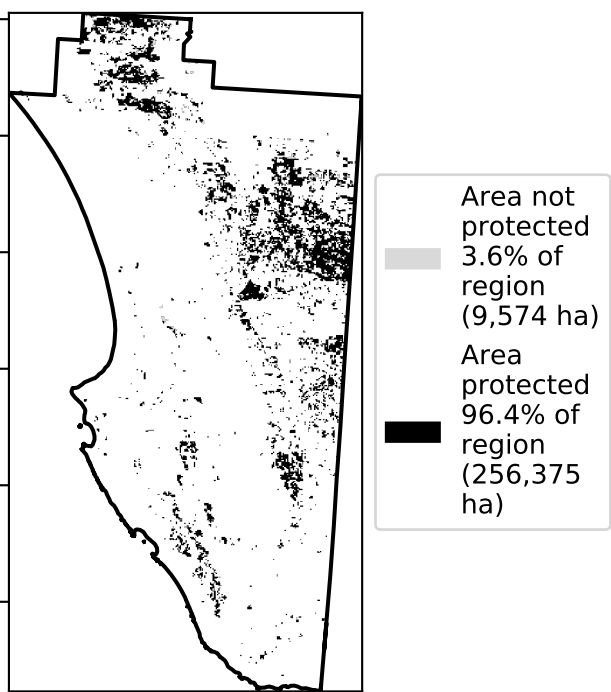 Area not
protected
3.6% of
region
(9,574 ha)
Area
protected
96.4% of
region
(256,375
ha)